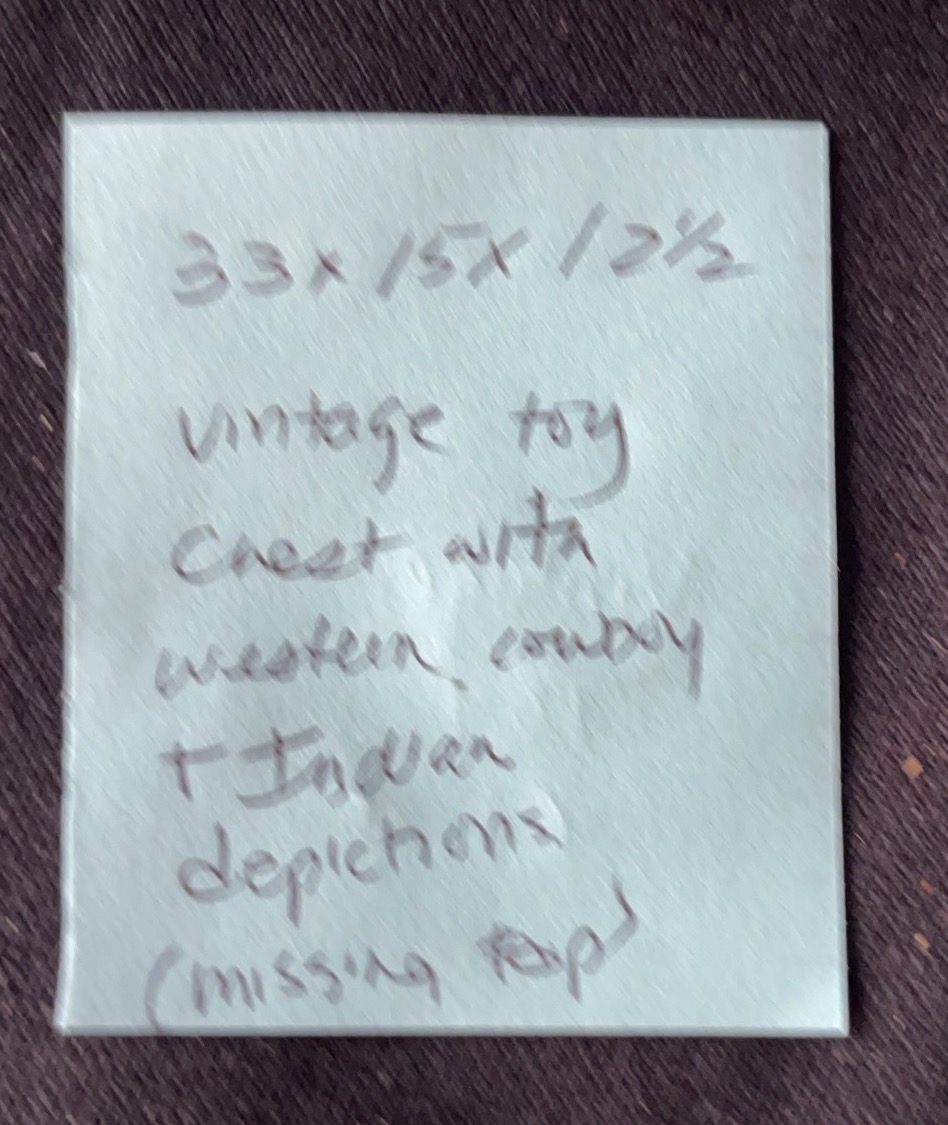 33 x 15 x 12½
vintage toy
chest with
western cowboy
+ Indian
depictions
(missing top)